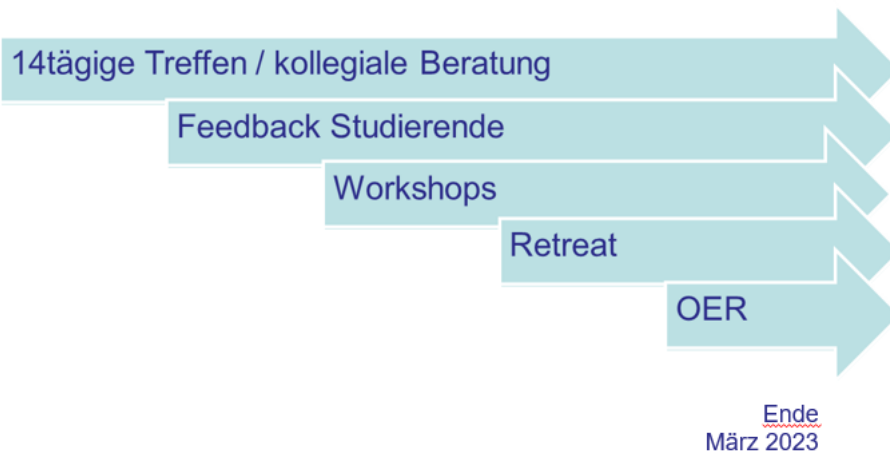 14tägige Treffen / kollegiale Beratung
Feedback Studierende
Workshops
Retreat
OER
Ende
März 2023